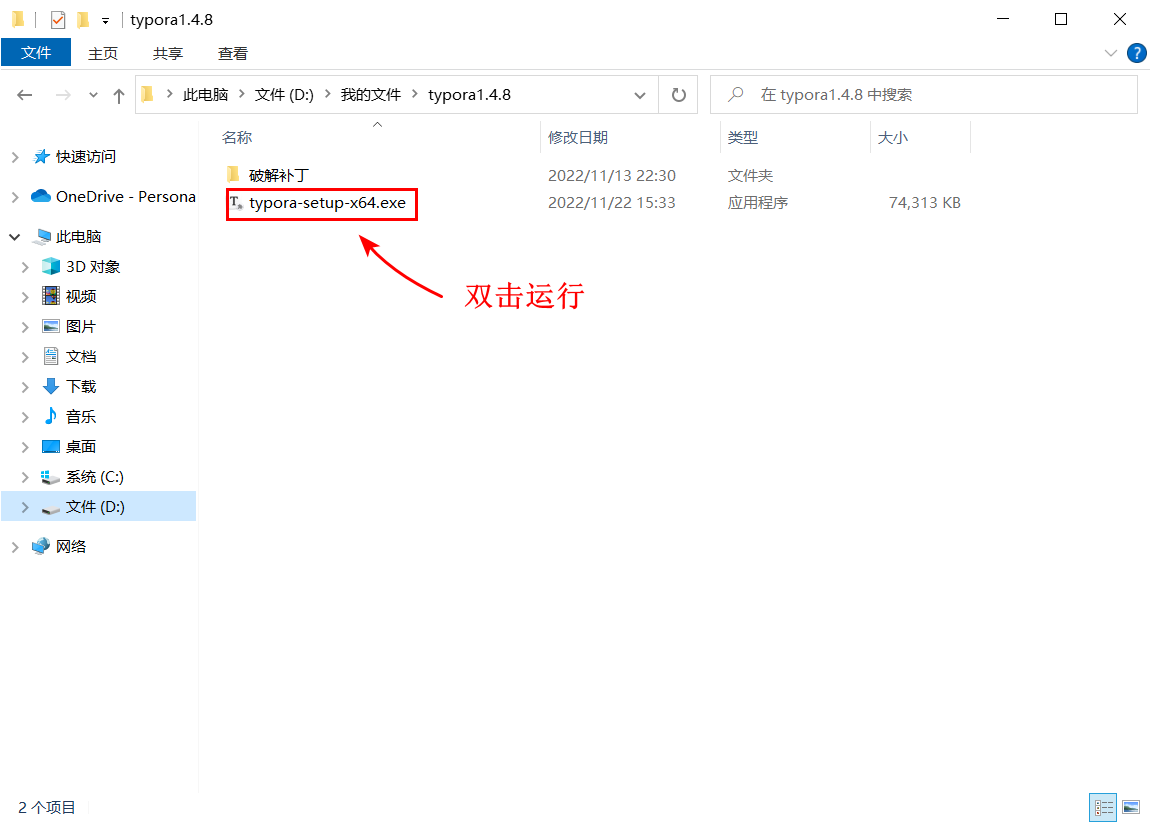 typora1.4.8
文件 主页 共享 查看
此电脑 文件 (D:) 我的文件 typora1.4.8 在 typora1.4.8 中搜索
名称 修改日期 类型 大小
快速访问
OneDrive - Persona
此电脑
3D 对象
视频
图片
文档
下载
音乐
桌面
系统 (C:)
文件 (D:)
网络
破解补丁 2022/11/13 22:30 文件夹
typora-setup-x64.exe 2022/11/22 15:33 应用程序 74,313 KB
双击运行
2 个项目